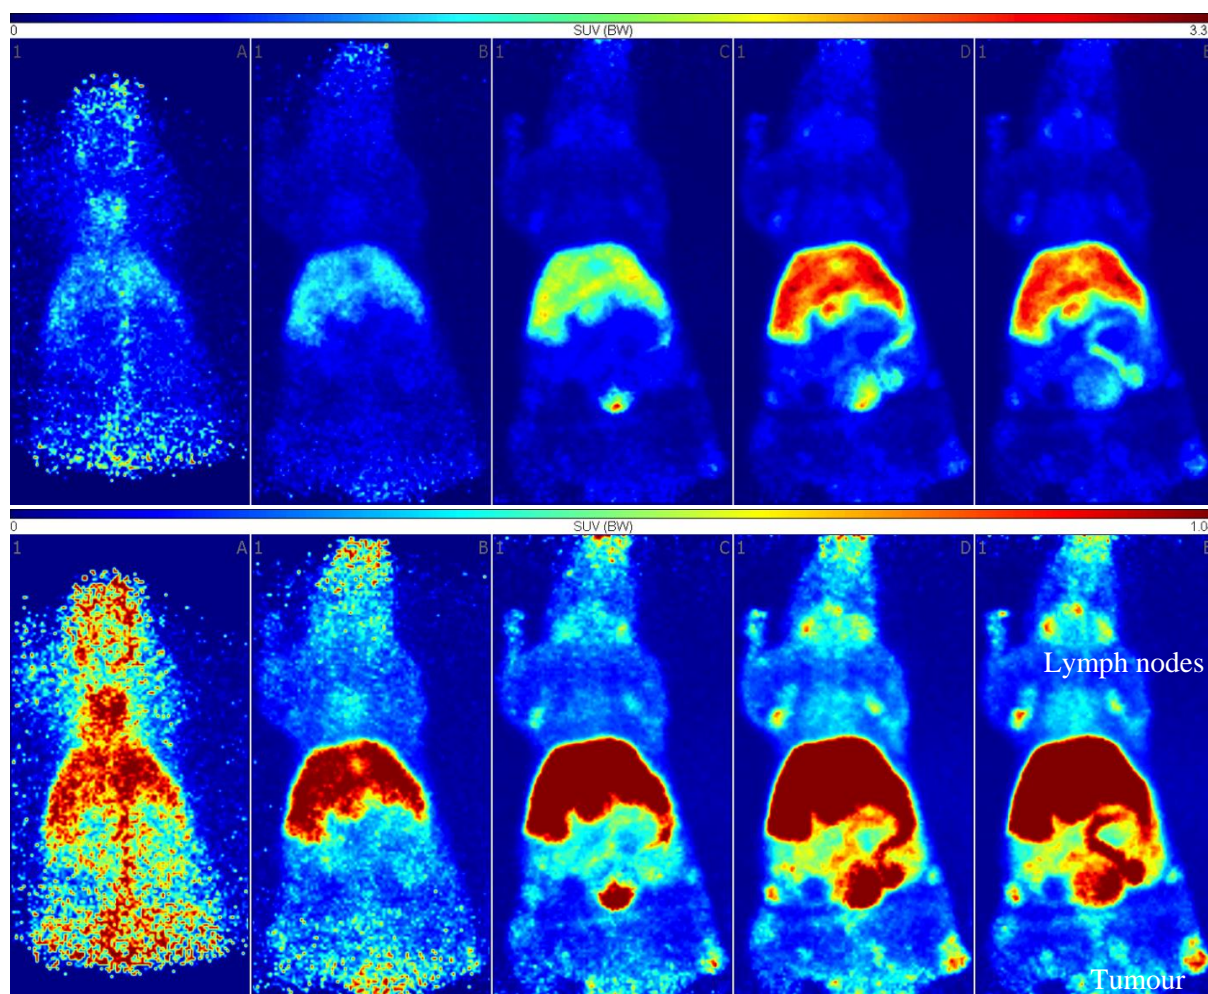 0 SUV (BW) 3.3
1 A 1 B 1 C 1 D 1 E
0 SUV (BW) 1.0
1 A 1 B 1 C 1 D 1 E
Lymph nodes
Tumour